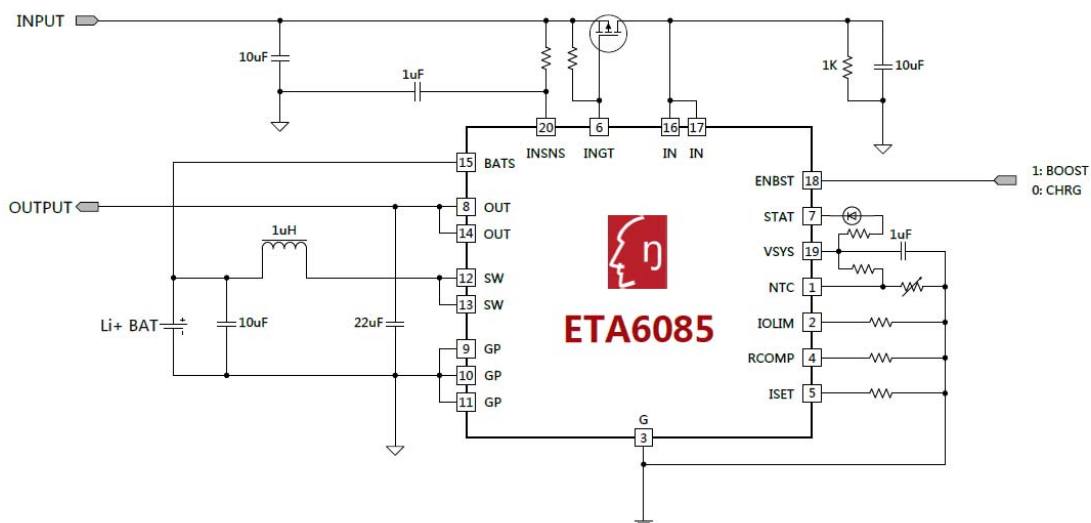 INPUT
10uF
1uF
1K
10uF
20
6
16
17
INSNS
INGT
IN
IN
15
BATS
ENBST
18
1: BOOST
0: CHRG
OUTPUT
8
OUT
STAT
7
14
OUT
1uH
1uF
VSYS
19
12
SW
13
SW
NTC
1
ŋ
Li+ BAT
+
-
10uF
22uF
ETA6085
IOLIM
2
9
GP
10
GP
RCOMP
4
11
GP
ISET
5
G
3